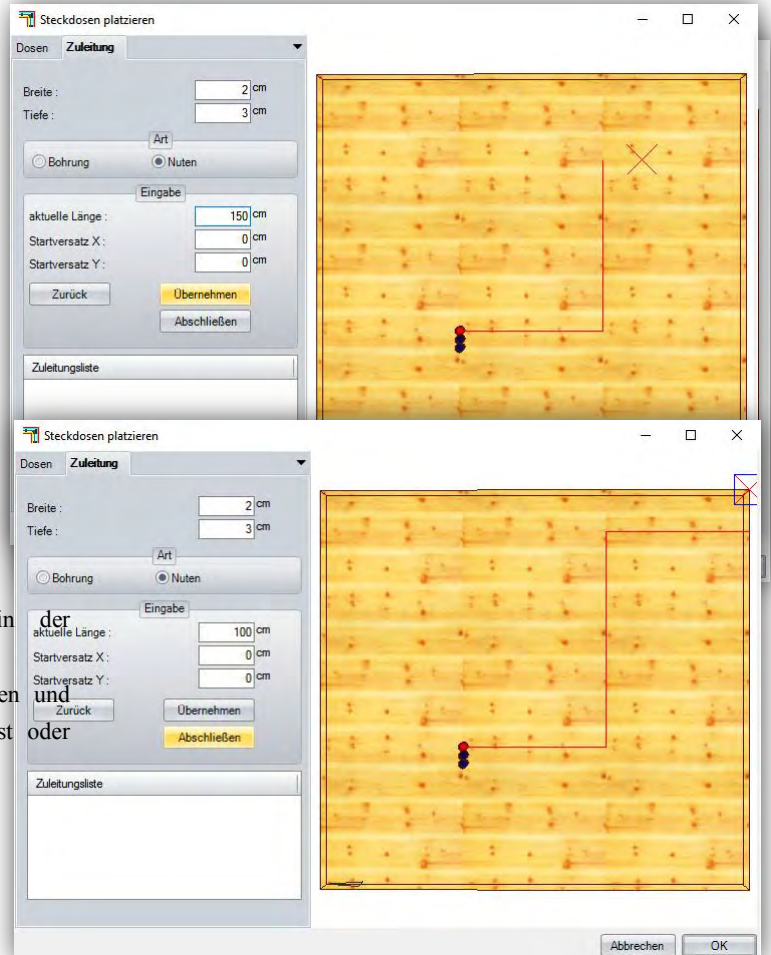 Steckdosen platzieren
Dosen Zuleitung
Breite : 2 cm
Tiefe : 3 cm
Art
Bohrung Nuten
Eingabe
aktuelle Länge : 150 cm
Startversatz X : 0 cm
Startversatz Y : 0 cm
Zurück Übernehmen
Abschließen
Zuleitungsliste
Steckdosen platzieren
Dosen Zuleitung
Breite : 2 cm
Tiefe : 3 cm
Art
Bohrung Nuten
Eingabe
in der
aktuelle Länge : 100 cm
Startversatz X : 0 cm
Startversatz Y : 0 cm
en und
Zurück Übernehmen
st oder
Abschließen
Zuleitungsliste
Abbrechen OK